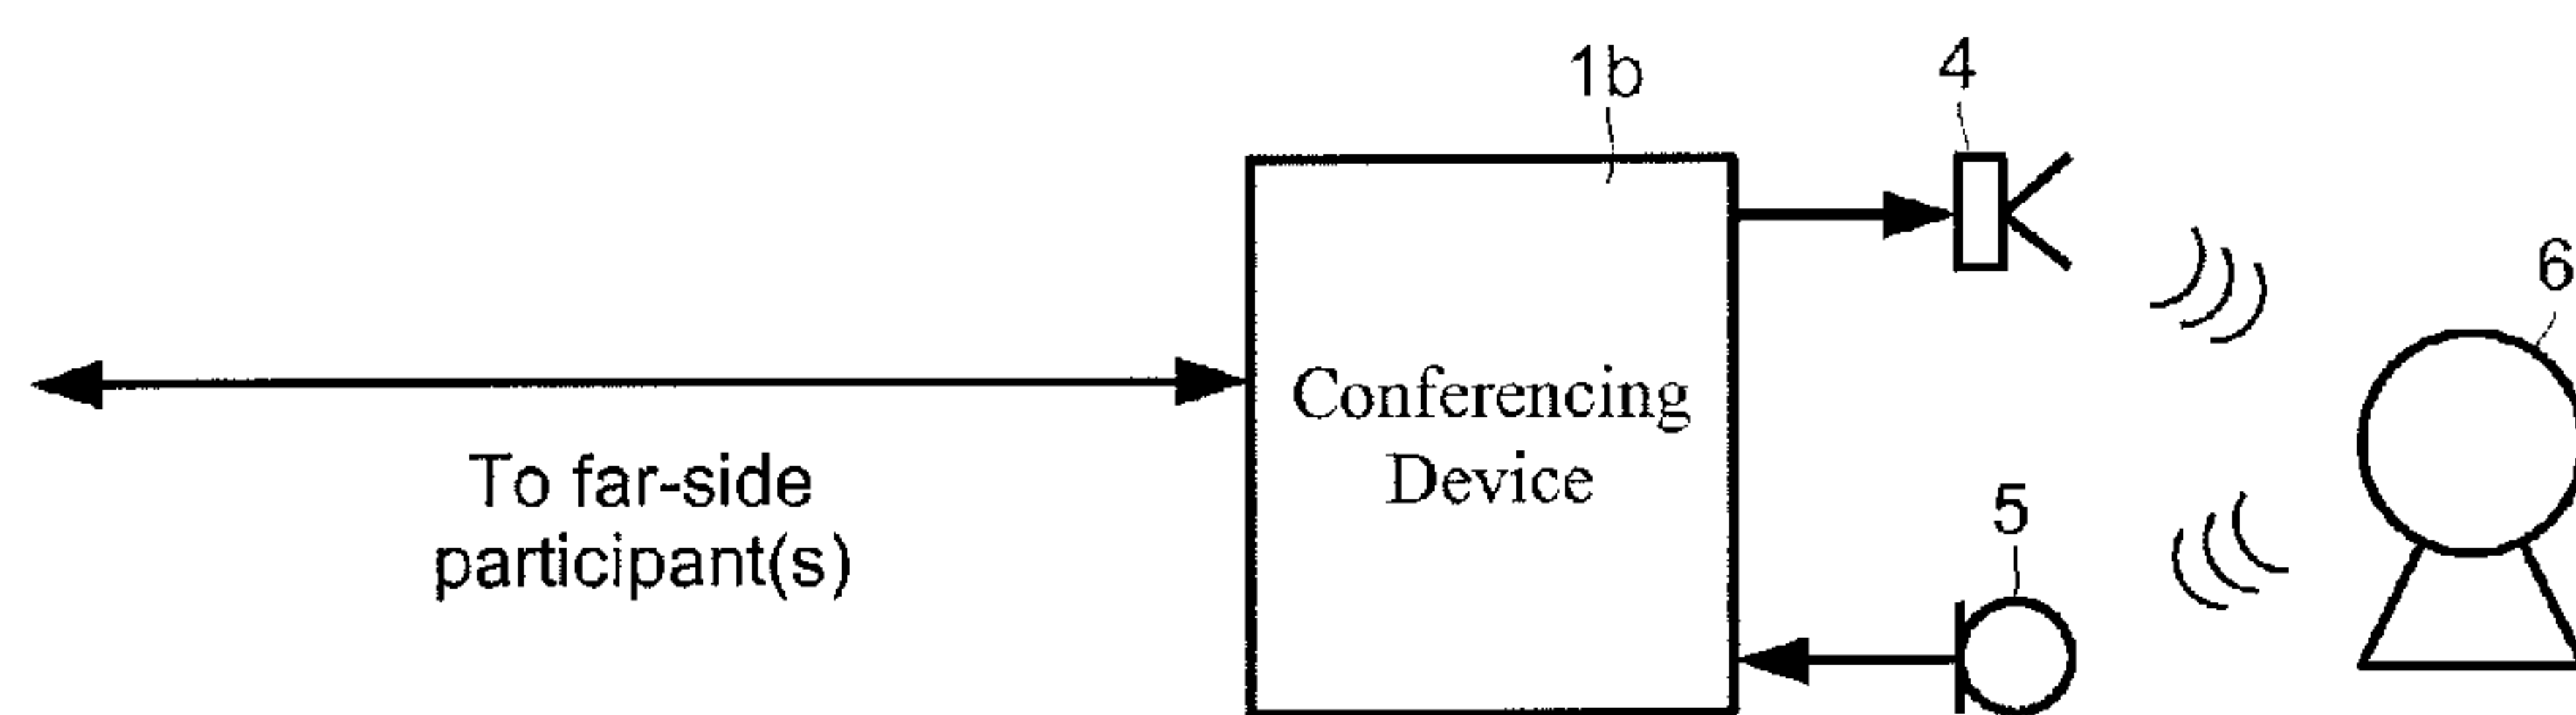 1b
4
6
Conferencing
Device
To far-side
participant(s)
5